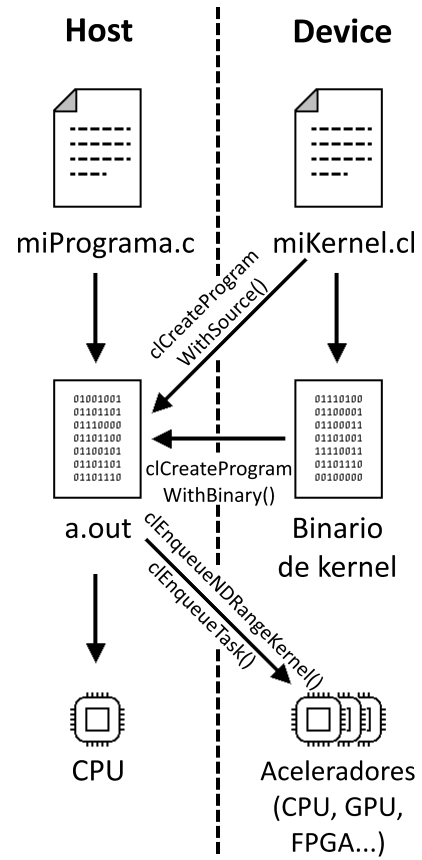 Host
Device
miPrograma.c
miKernel.cl
clCreateProgram
WithSource()
01001001
01101101
01110000
01101100
01100101
01101101
01101110
01110100
01100001
01100011
01101001
11110011
01101110
00100000
clCreateProgram
WithBinary()
a.out
Binario
de kernel
clEnqueueNDRangeKernel()
clEnqueueTask()
CPU
Aceleradores
(CPU, GPU,
FPGA...)